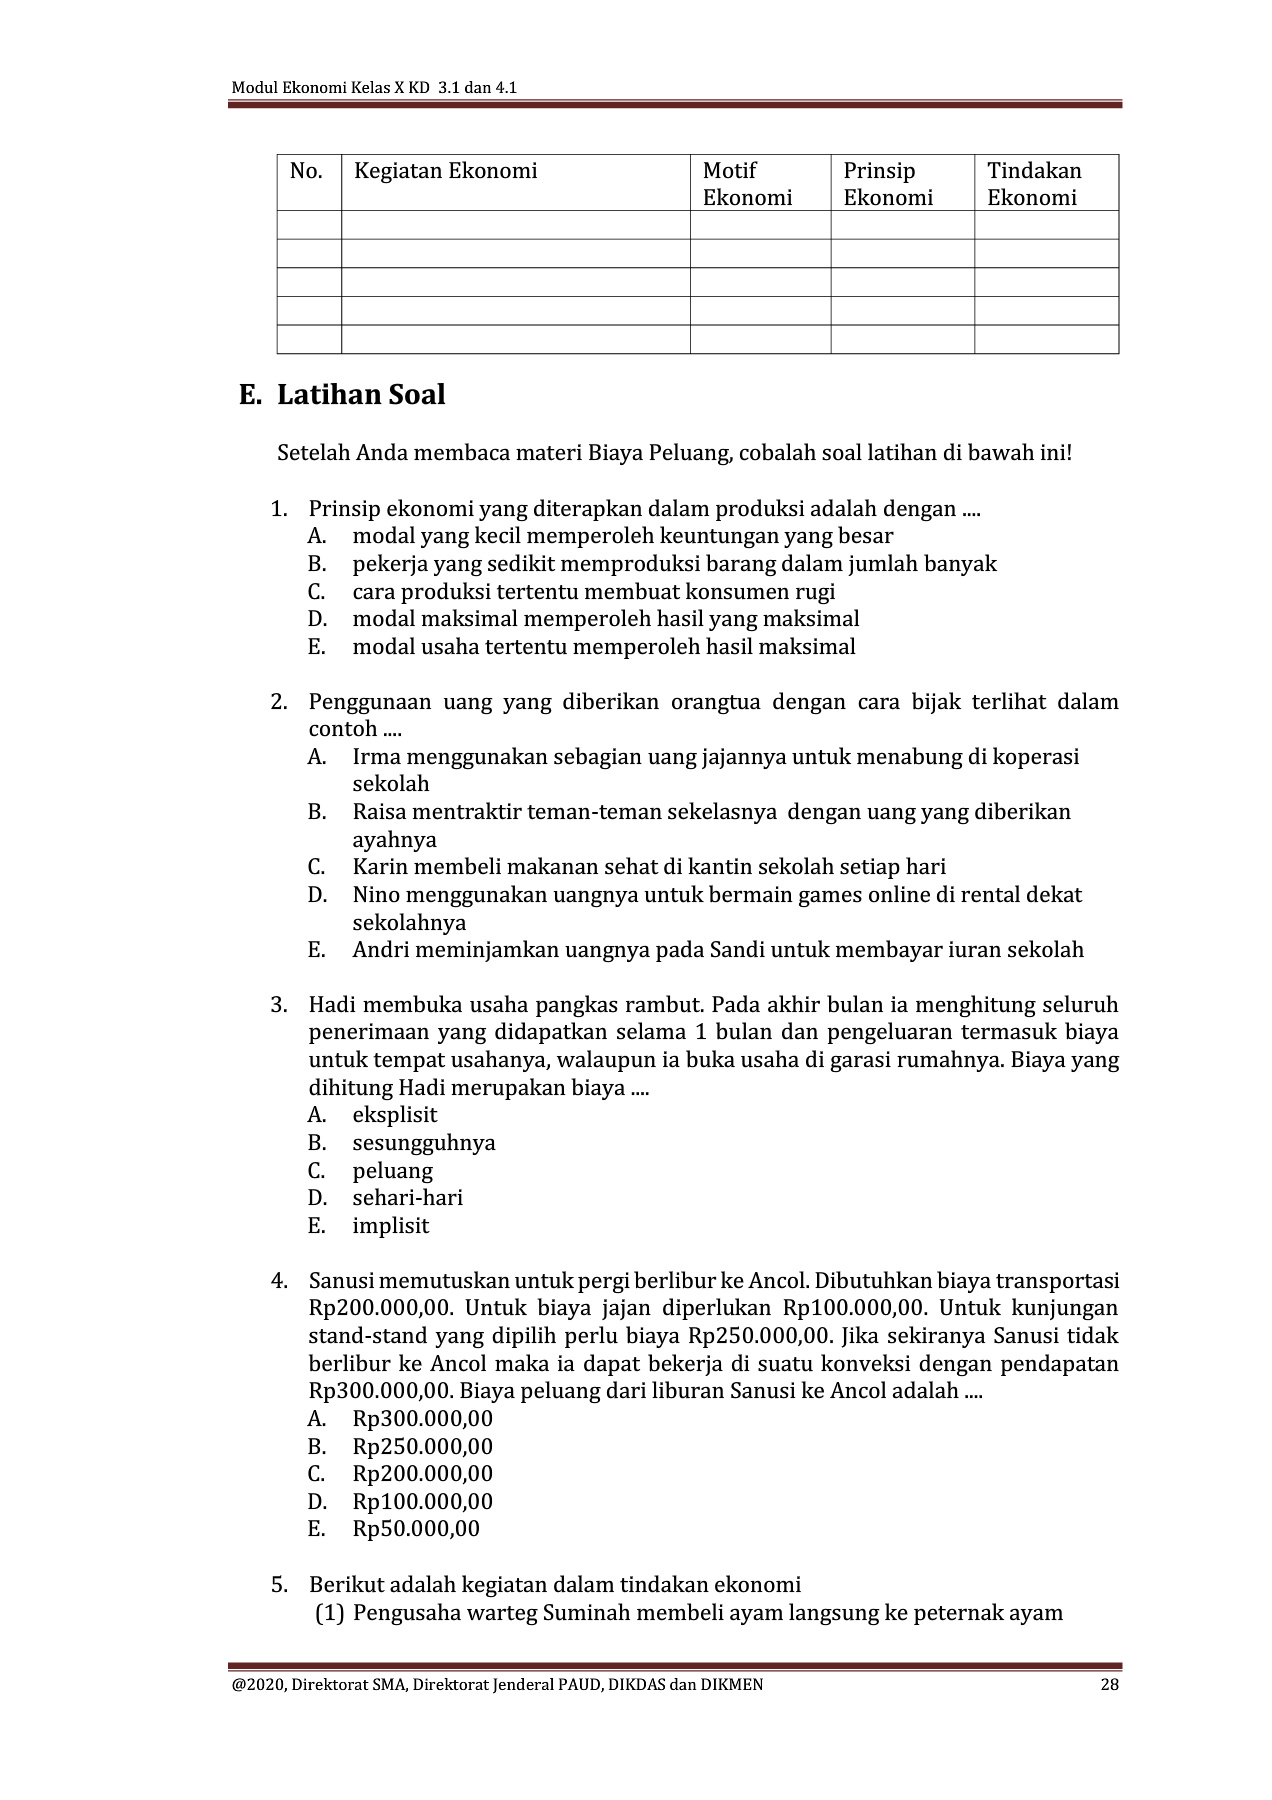 Modul Ekonomi Kelas X KD 3.1 dan 4.1
No. Kegiatan Ekonomi Motif Ekonomi Prinsip Ekonomi Tindakan Ekonomi
E. Latihan Soal
Setelah Anda membaca materi Biaya Peluang, cobalah soal latihan di bawah ini!
1. Prinsip ekonomi yang diterapkan dalam produksi adalah dengan ....
A. modal yang kecil memperoleh keuntungan yang besar
B. pekerja yang sedikit memproduksi barang dalam jumlah banyak
C. cara produksi tertentu membuat konsumen rugi
D. modal maksimal memperoleh hasil yang maksimal
E. modal usaha tertentu memperoleh hasil maksimal
2. Penggunaan uang yang diberikan orangtua dengan cara bijak terlihat dalam
contoh ....
A. Irma menggunakan sebagian uang jajannya untuk menabung di koperasi
sekolah
B. Raisa mentraktir teman-teman sekelasnya dengan uang yang diberikan
ayahnya
C. Karin membeli makanan sehat di kantin sekolah setiap hari
D. Nino menggunakan uangnya untuk bermain games online di rental dekat
sekolahnya
E. Andri meminjamkan uangnya pada Sandi untuk membayar iuran sekolah
3. Hadi membuka usaha pangkas rambut. Pada akhir bulan ia menghitung seluruh
penerimaan yang didapatkan selama 1 bulan dan pengeluaran termasuk biaya
untuk tempat usahanya, walaupun ia buka usaha di garasi rumahnya. Biaya yang
dihitung Hadi merupakan biaya ....
A. eksplisit
B. sesungguhnya
C. peluang
D. sehari-hari
E. implisit
4. Sanusi memutuskan untuk pergi berlibur ke Ancol. Dibutuhkan biaya transportasi
Rp200.000,00. Untuk biaya jajan diperlukan Rp100.000,00. Untuk kunjungan
stand-stand yang dipilih perlu biaya Rp250.000,00. Jika sekiranya Sanusi tidak
berlibur ke Ancol maka ia dapat bekerja di suatu konveksi dengan pendapatan
Rp300.000,00. Biaya peluang dari liburan Sanusi ke Ancol adalah ....
A. Rp300.000,00
B. Rp250.000,00
C. Rp200.000,00
D. Rp100.000,00
E. Rp50.000,00
5. Berikut adalah kegiatan dalam tindakan ekonomi
(1) Pengusaha warteg Suminah membeli ayam langsung ke peternak ayam
@2020, Direktorat SMA, Direktorat Jenderal PAUD, DIKDAS dan DIKMEN 28